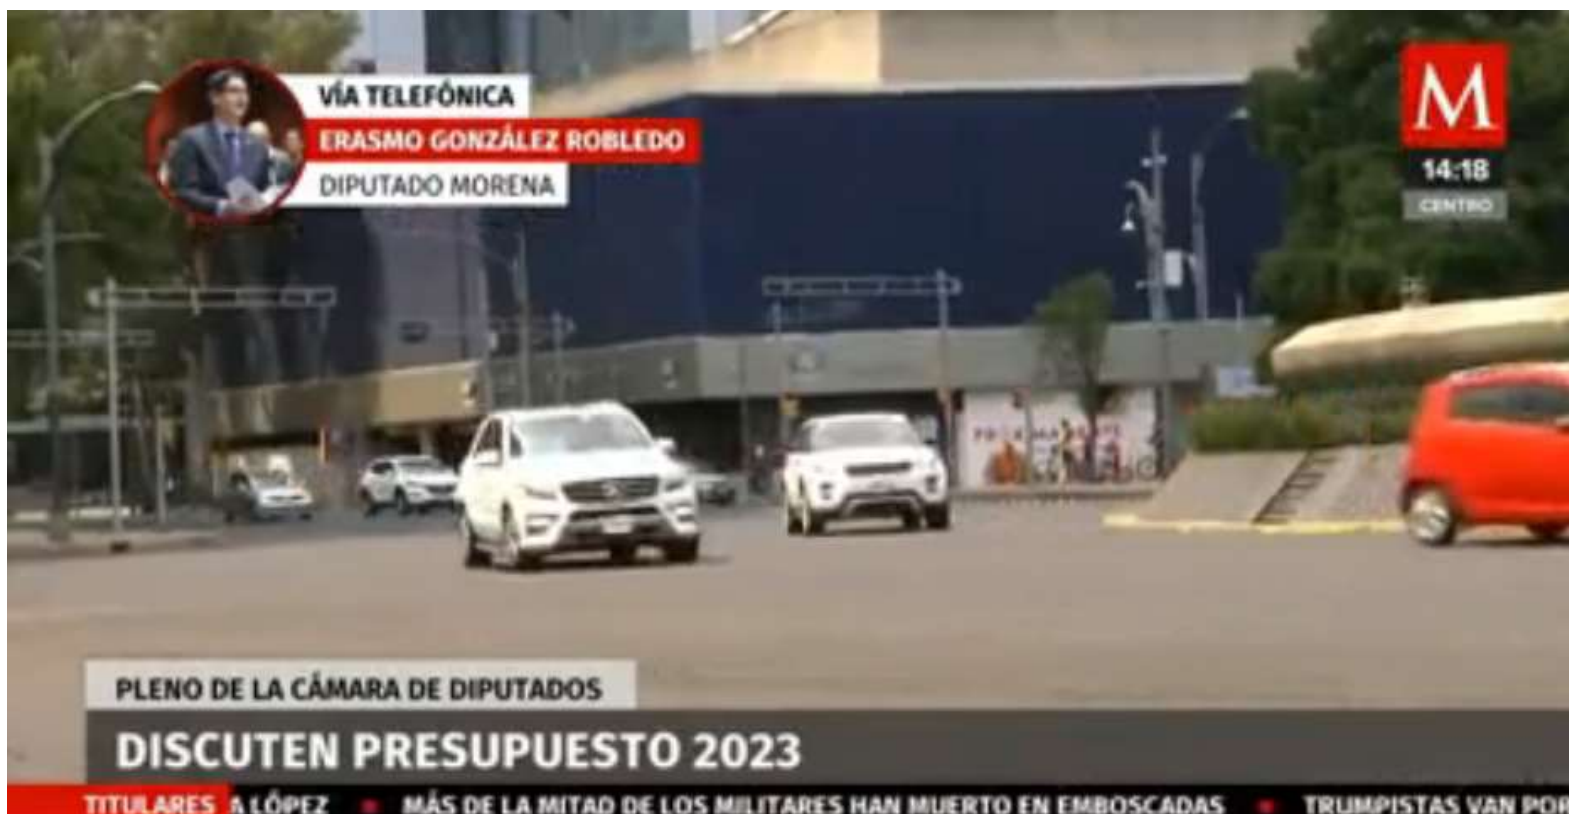 VÍA TELEFÓNICA
ERASMO GONZÁLEZ ROBLEDO
DIPUTADO MORENA
M
14:18
CENTRO
PLENO DE LA CÁMARA DE DIPUTADOS
DISCUTEN PRESUPUESTO 2023
TITULARES A LÓPEZ MÁS DE LA MITAD DE LOS MILITARES HAN MUERTO EN EMBOSCADAS TRUMPISTAS VAN POR